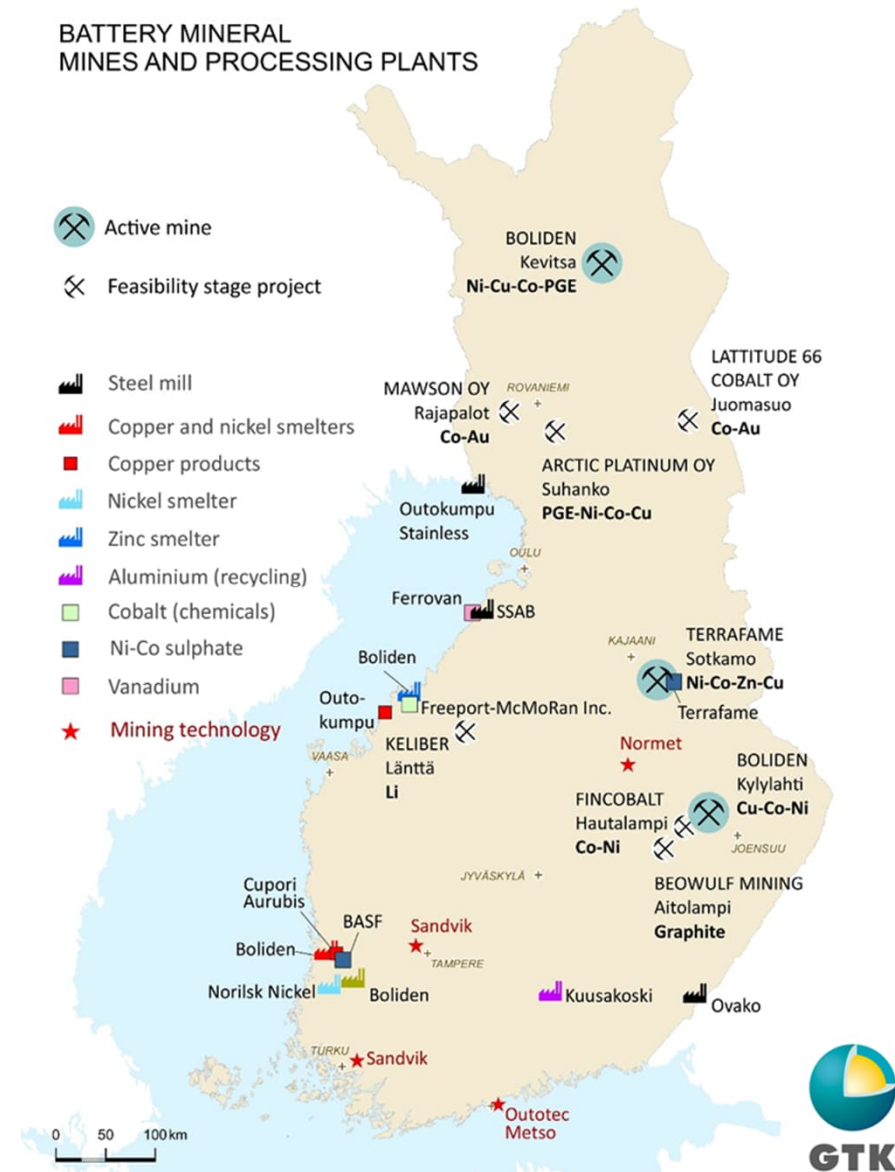 BATTERY MINERAL
MINES AND PROCESSING PLANTS
Active mine
Feasibility stage project
Steel mill
Copper and nickel smelters
Copper products
Nickel smelter
Zinc smelter
Aluminium (recycling)
Cobalt (chemicals)
Ni-Co sulphate
Vanadium
Mining technology
BOLIDEN
Kevitsa
Ni-Cu-Co-PGE
LATTITUDE 66
COBALT OY
Juomasuo
Co-Au
MAWSON OY
Rajapalot
Co-Au
ROVANIEMI
ARCTIC PLATINUM OY
Suhanko
PGE-Ni-Co-Cu
Outokumpu
Stainless
OULU
Ferrovan
SSAB
KAJAANI
TERRAFAME
Sotkamo
Ni-Co-Zn-Cu
Terrafame
Boliden
Outo-
kumpu
Freeport-McMoRan Inc.
KELIBER
Länttä
Li
VAASA
Normet
BOLIDEN
Kylylahti
Cu-Co-Ni
FINCOBALT
Hautalampi
Co-Ni
JOENSUU
JYVÄSKYLÄ
BEOWULF MINING
Aitolampi
Graphite
Cupori
Aurubis
BASF
Boliden
Sandvik
TAMPERE
Norilsk Nickel
Boliden
Kuusakoski
Ovako
TURKU
Sandvik
Outotec
Metso
0 50 100 km
GTK